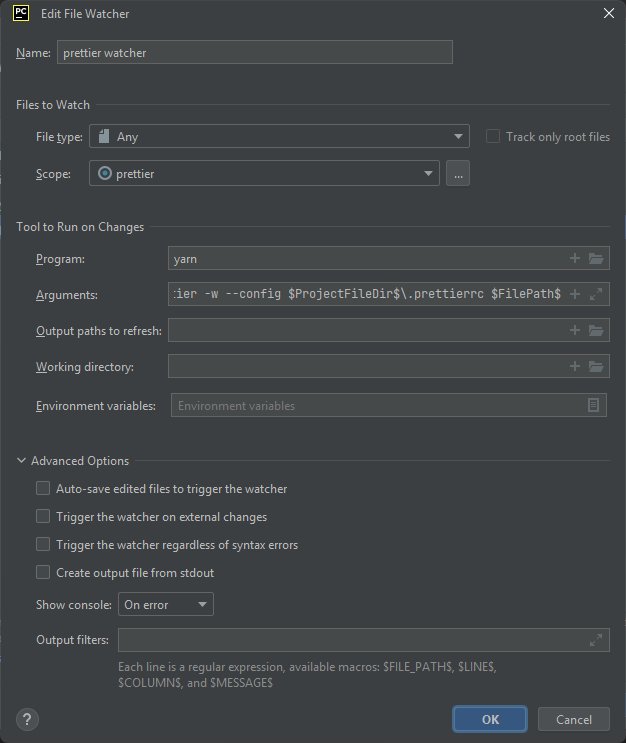 PC Edit File Watcher
Name: prettier watcher
Files to Watch
File type: Any Track only root files
Scope: prettier ...
Tool to Run on Changes
Program: yarn
Arguments: tier -w --config $ProjectFileDir$\.prettierrc $FilePath$
Output paths to refresh:
Working directory:
Environment variables: Environment variables
Advanced Options
Auto-save edited files to trigger the watcher
Trigger the watcher on external changes
Trigger the watcher regardless of syntax errors
Create output file from stdout
Show console: On error
Output filters:
Each line is a regular expression, available macros: $FILE_PATH$, $LINE$,
$COLUMN$, and $MESSAGE$
? OK Cancel